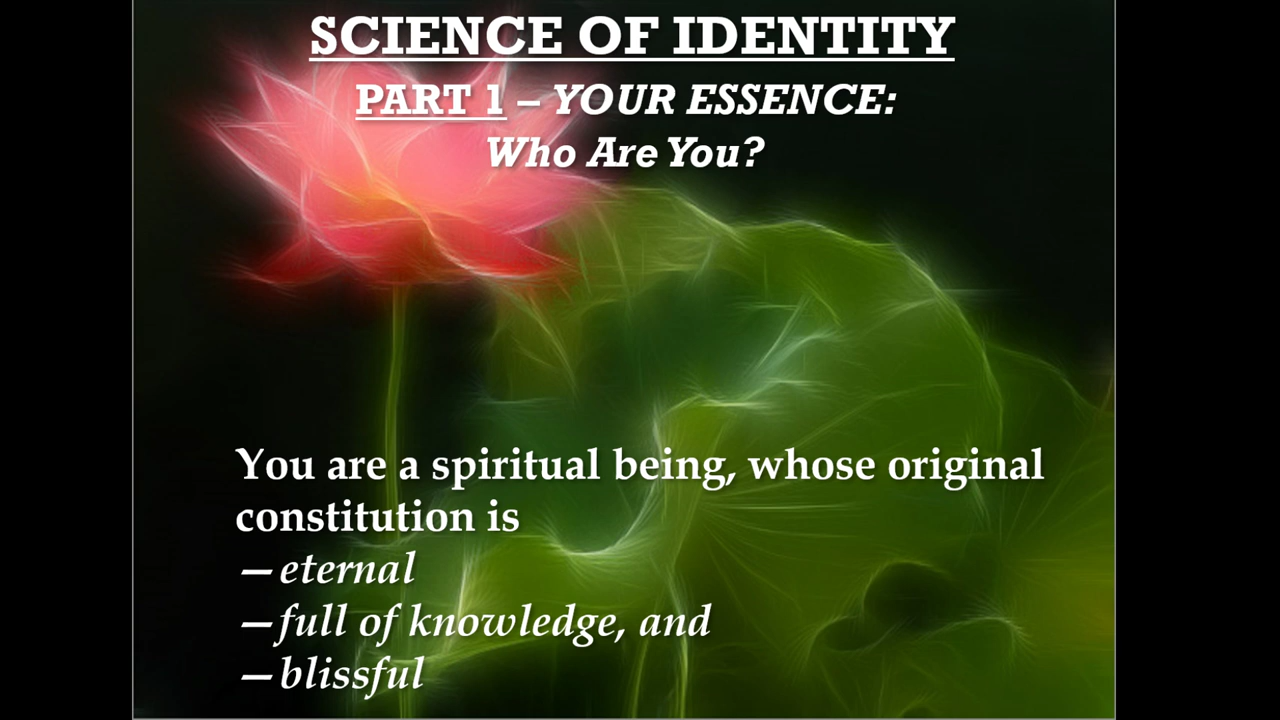 SCIENCE OF IDENTITY
PART 1 – YOUR ESSENCE:
Who Are You?
You are a spiritual being, whose original
constitution is
—eternal
—full of knowledge, and
—blissful